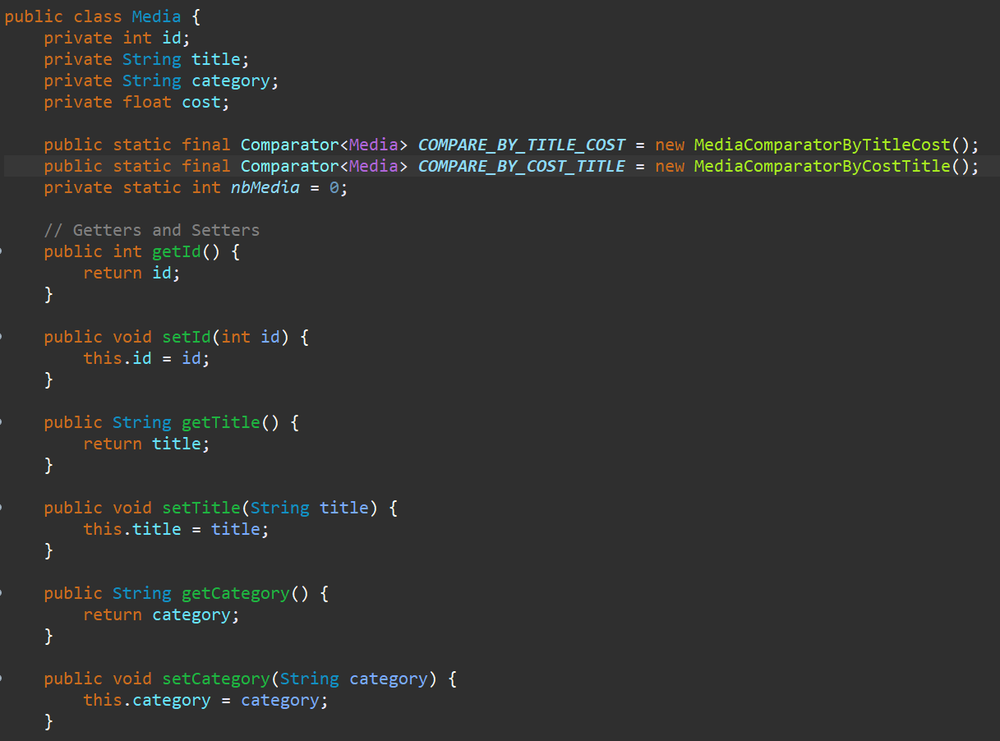 public class Media {
    private int id;
    private String title;
    private String category;
    private float cost;

    public static final Comparator<Media> COMPARE_BY_TITLE_COST = new MediaComparatorByTitleCost();
    public static final Comparator<Media> COMPARE_BY_COST_TITLE = new MediaComparatorByCostTitle();
    private static int nbMedia = 0;

    // Getters and Setters
    public int getId() {
        return id;
    }

    public void setId(int id) {
        this.id = id;
    }

    public String getTitle() {
        return title;
    }

    public void setTitle(String title) {
        this.title = title;
    }

    public String getCategory() {
        return category;
    }

    public void setCategory(String category) {
        this.category = category;
    }